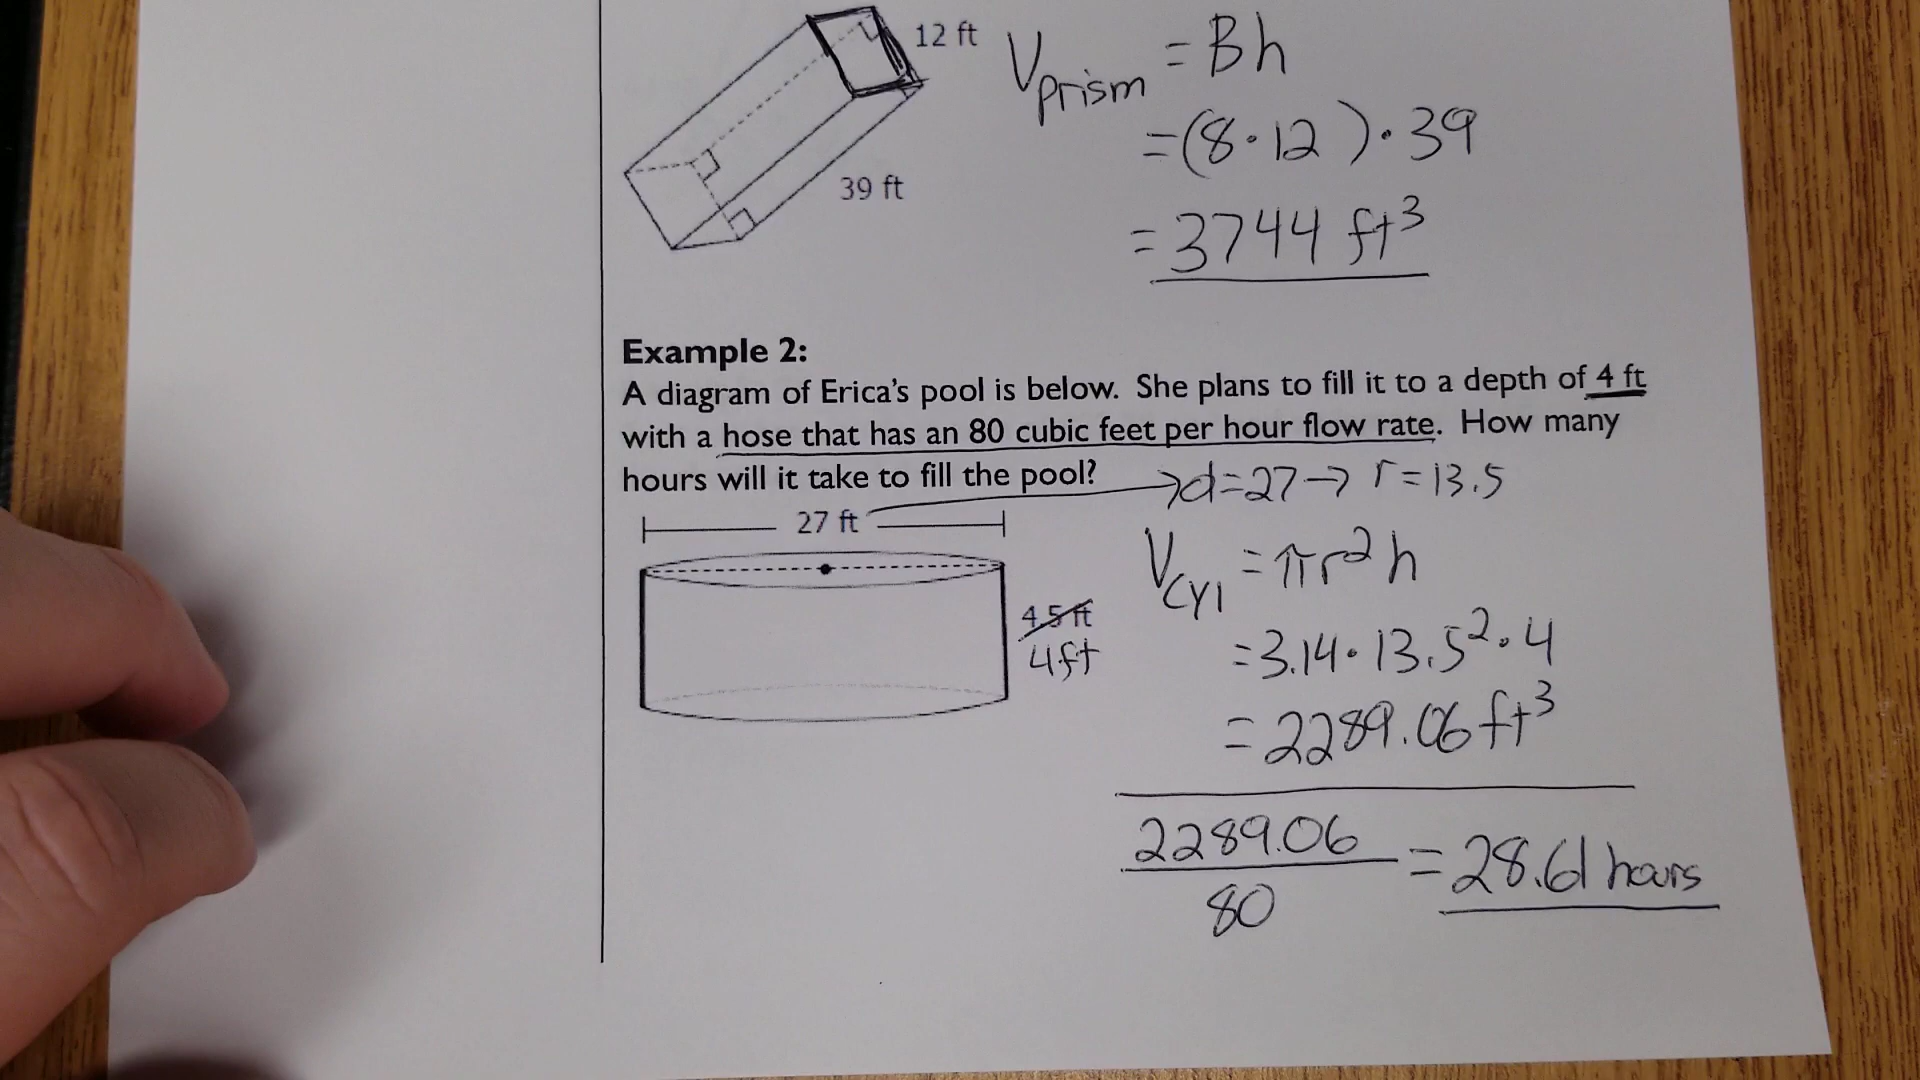 12 ft
V prism = Bh
= (8 · 12) · 39
39 ft
= 3744 ft³
Example 2:
A diagram of Erica's pool is below. She plans to fill it to a depth of 4 ft
with a hose that has an 80 cubic feet per hour flow rate. How many
hours will it take to fill the pool?
→ d=27 → r=13.5
27 ft
V cyl = πr²h
4.5 ft
4 ft
= 3.14 · 13.5² · 4
= 2289.06 ft³
2289.06
80
= 28.61 hours